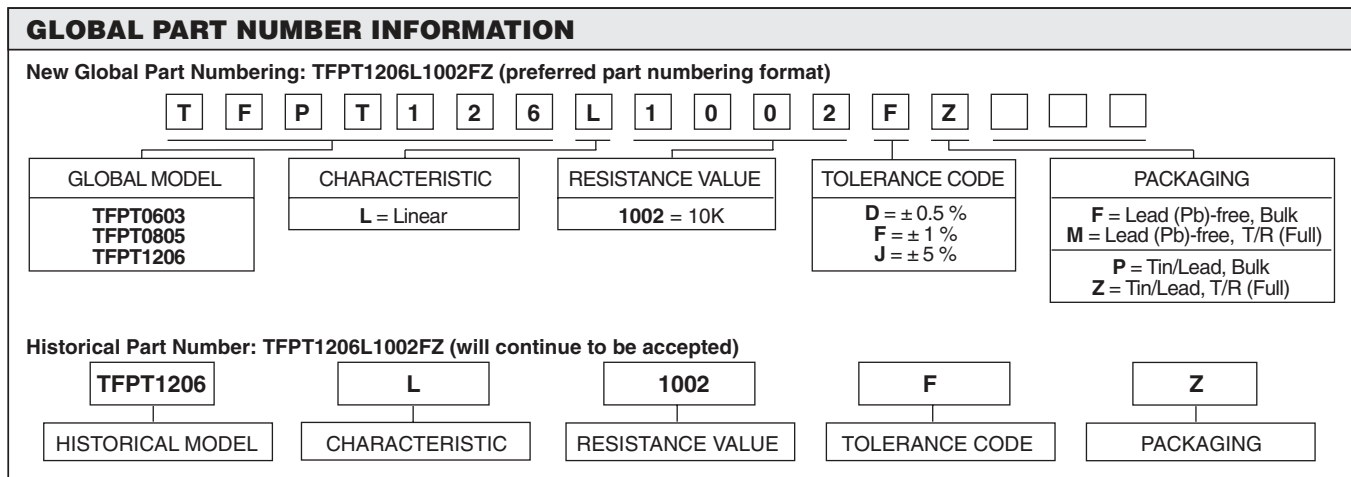 GLOBAL PART NUMBER INFORMATION
New Global Part Numbering: TFPT1206L1002FZ (preferred part numbering format)
T F P T 1 2 6 L 1 0 0 2 F Z
GLOBAL MODEL
TFPT0603
TFPT0805
TFPT1206
CHARACTERISTIC
L = Linear
RESISTANCE VALUE
1002 = 10K
TOLERANCE CODE
D = ± 0.5 %
F = ± 1 %
J = ± 5 %
PACKAGING
F = Lead (Pb)-free, Bulk
M = Lead (Pb)-free, T/R (Full)
P = Tin/Lead, Bulk
Z = Tin/Lead, T/R (Full)
Historical Part Number: TFPT1206L1002FZ (will continue to be accepted)
TFPT1206 L 1002 F Z
HISTORICAL MODEL CHARACTERISTIC RESISTANCE VALUE TOLERANCE CODE PACKAGING